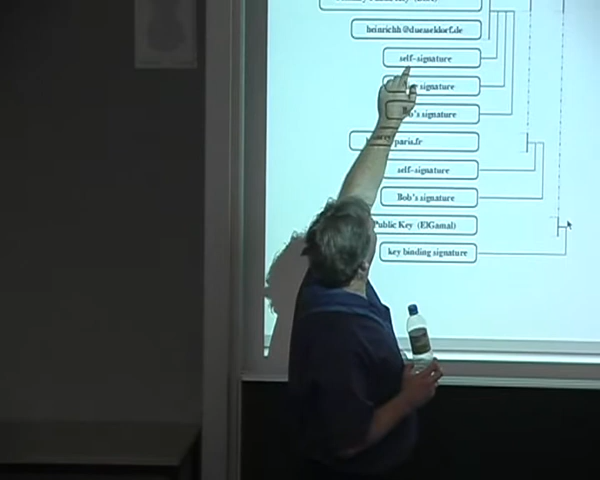 heinrichh@duesseldorf.de
self-signature
signature
Bob's signature
paris.fr
self-signature
Bob's signature
Public Key (ElGamal)
key binding signature